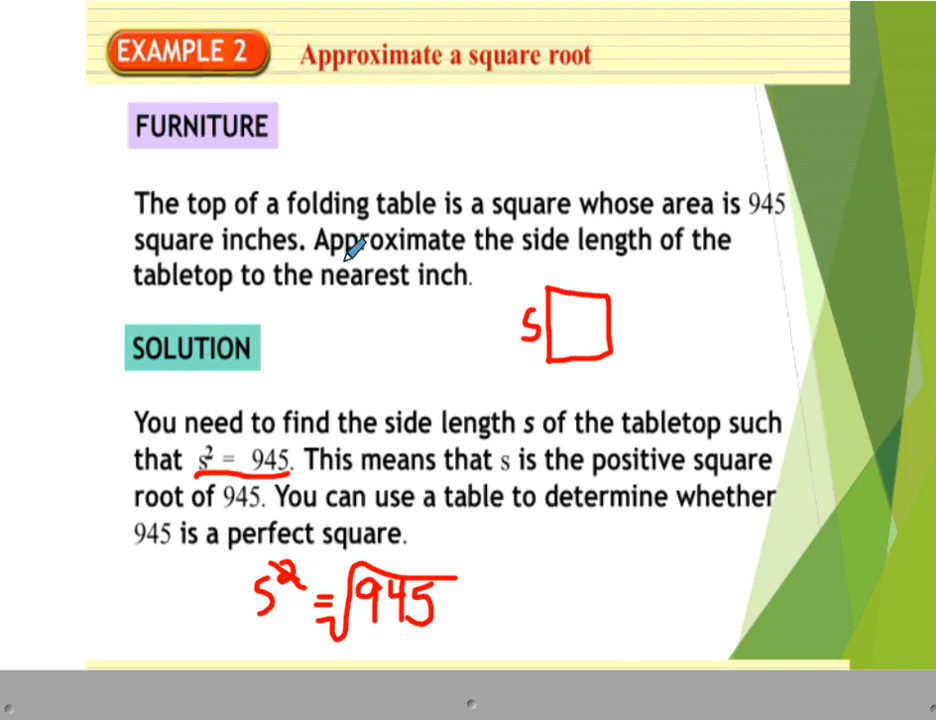 EXAMPLE 2
Approximate a square root
FURNITURE
The top of a folding table is a square whose area is 945
square inches. Approximate the side length of the
tabletop to the nearest inch.
s
SOLUTION
You need to find the side length s of the tabletop such
that s² = 945. This means that s is the positive square
root of 945. You can use a table to determine whether
945 is a perfect square.
s² = √945